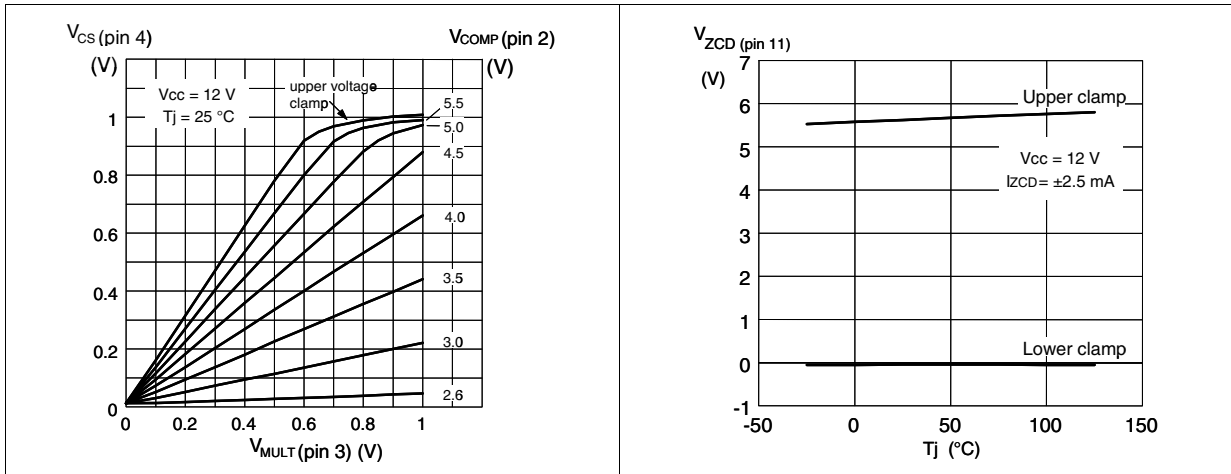 VCS (pin 4)
(V)
VCOMP (pin 2)
(V)
Vcc = 12 V
Tj = 25 °C
upper voltage
clamp
5.5
5.0
4.5
4.0
3.5
3.0
2.6
1
0.8
0.6
0.4
0.2
0
0 0.2 0.4 0.6 0.8 1
VMULT (pin 3) (V)
VZCD (pin 11)
(V)
7
6
5
4
3
2
1
0
-1
Upper clamp
Vcc = 12 V
IZCD = ±2.5 mA
Lower clamp
-50 0 50 100 150
Tj (°C)